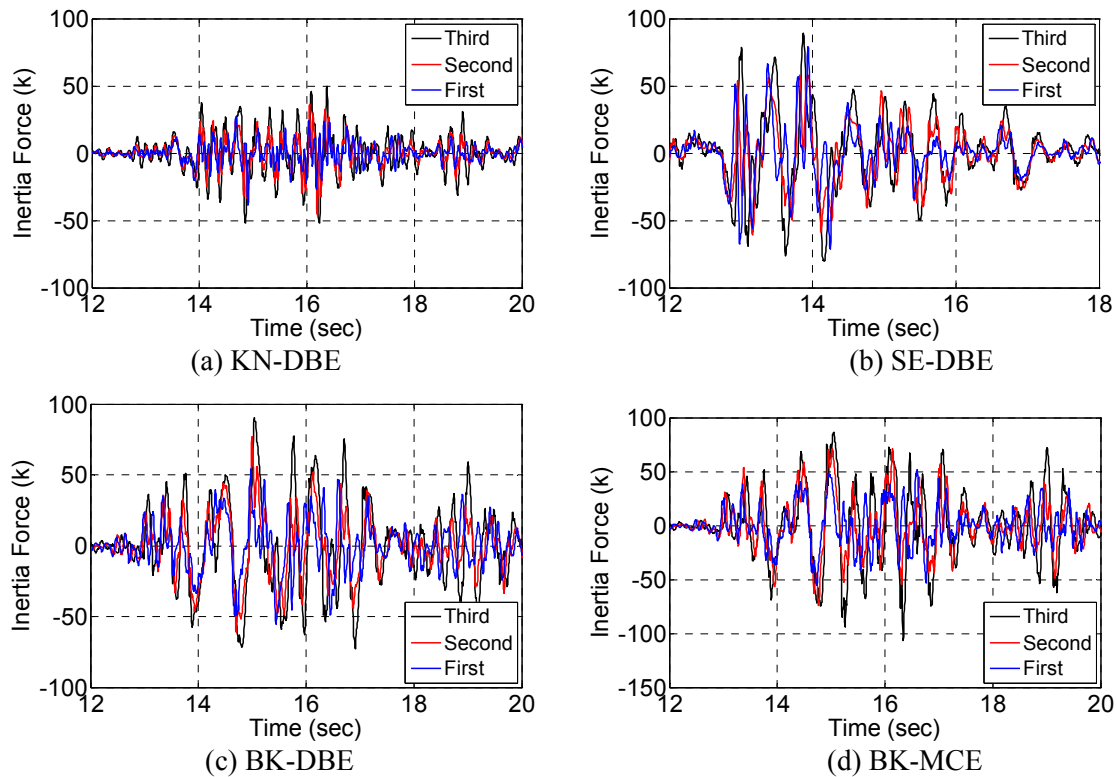 100
50
0
-50
-100
Inertia Force (k)
Third
Second
First
12 14 16 18 20
Time (sec)
(a) KN-DBE
100
50
0
-50
-100
Inertia Force (k)
Third
Second
First
12 14 16 18
Time (sec)
(b) SE-DBE
100
50
0
-50
-100
Inertia Force (k)
Third
Second
First
12 14 16 18 20
Time (sec)
(c) BK-DBE
100
50
0
-50
-100
-150
Inertia Force (k)
Third
Second
First
12 14 16 18 20
Time (sec)
(d) BK-MCE